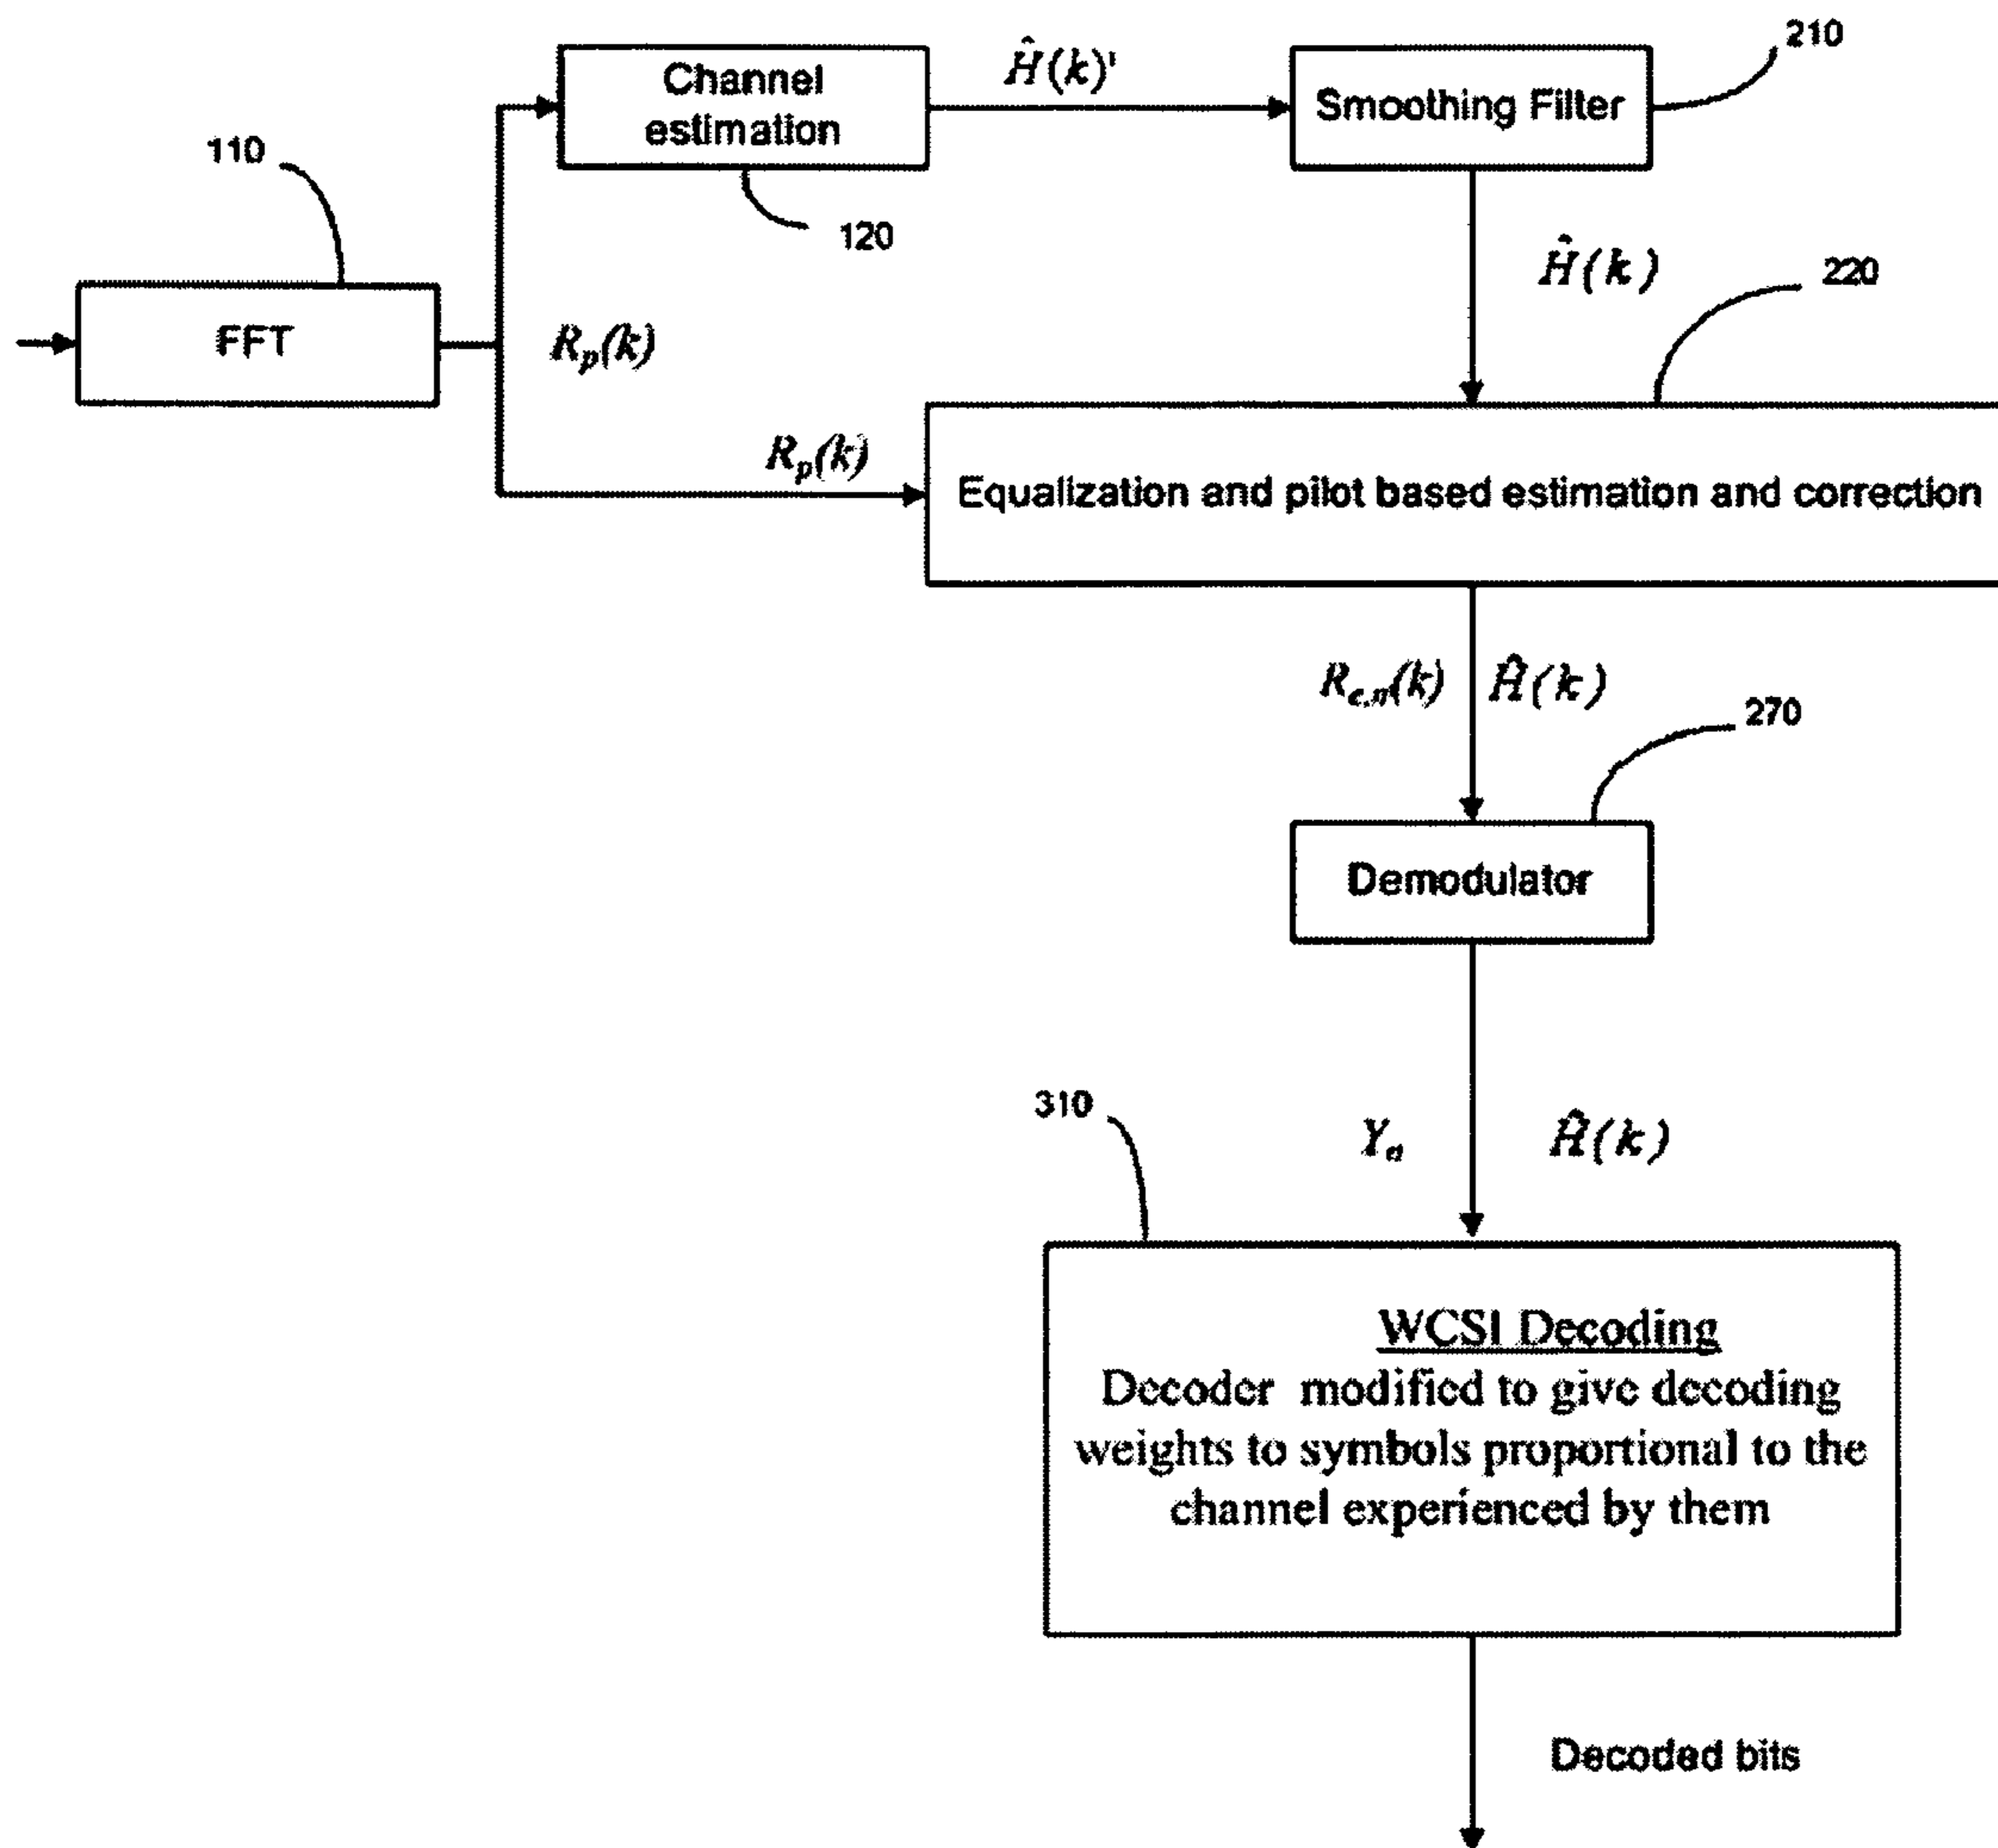 210
Channel
estimation
Ĥ(k)'
Smoothing Filter
110
120
Ĥ(k)
220
FFT
Rₚ(k)
Rₚ(k)
Equalization and pilot based estimation and correction
Ĥ(k)
270
Demodulator
310
Ĥ(k)
WCSI Decoding
Decoder modified to give decoding
weights to symbols proportional to the
channel experienced by them
Decoded bits